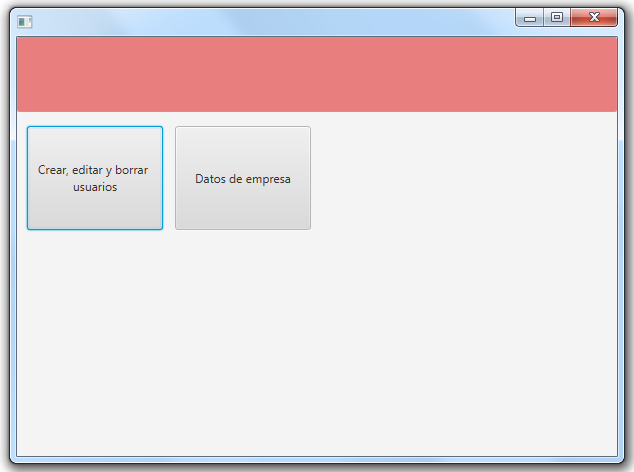 Crear, editar y borrar
usuarios
Datos de empresa